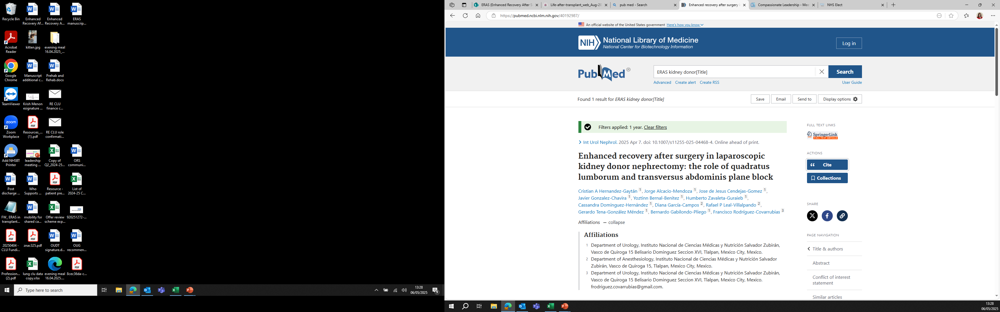 Recycle Bin
Enhanced
Recovery Af...
Enhanced
Recovery A...
ERAS
manuscrip...
Acrobat
Reader
kitten.jpg
evening meal
16.04.2025_...
Google
Chrome
Manuscript
additional c...
Prehab and
Rehab.docx
TeamViewer
Krish Menon
esignature ...
RE CLU
finance c...
zoom
Zoom
Workplace
PDF
Resources_...
(1).pdf
RE CLU role
confirmati...
Add NHSBT
Printer
leadership
meeting ...
Copy of
Q2_2024-25...
ORS
communi...
Post
discharge ...
Who
Supports ...
PDF
Resource -
patient pre...
List of
2024-25 C...
FW_ ERAS in
transplant...
mobility for
shared ca...
Offer review
scheme exp...
920251272-...
PDF
20250404 -
CLU Fundi...
PDF
znac325.pdf
OUDT
signature.d...
OUG
recommen...
PDF
Profession...
(2).pdf
lung clu data
copy.xlsx
evening meal
16.04.2025....
PDF
8cec36da-c...
Type here to search
13:28
06/05/2025
9
ERAS (Enhanced Recovery After S
Life-after-transplant_web_Aug-20
pub med - Search
Enhanced recovery after surgery i
Compassionate Leadership - Mee
NHS Elect
https://pubmed.ncbi.nlm.nih.gov/40192987/
An official website of the United States government Here's how you know
NIH National Library of Medicine
National Center for Biotechnology Information
Log in
PubMed®
ERAS kidney donor[Title]
Search
Advanced Create alert Create RSS
User Guide
Found 1 result for ERAS kidney donor[Title]
Save Email Send to Display options
Filters applied: 1 year. Clear filters
Int Urol Nephrol. 2025 Apr 7. doi: 10.1007/s11255-025-04468-4. Online ahead of print.
Enhanced recovery after surgery in laparoscopic
kidney donor nephrectomy: the role of quadratus
lumborum and transversus abdominis plane block
Cristian A Hernandez-Gaytán 1, Jorge Alcacio-Mendoza 1, Jose de Jesus Cendejas-Gomez 1,
Javier Gonzalez-Chavira 1, Yoztinn Bernal-Benitez 1, Humberto Zavaleta-Guraieb 1,
Cassandra Dominguez-Hernández 1, Diana García-Campos 2, Rafael P Leal-Villalpando 2,
Gerardo Tena-González Méndez 1, Bernardo Gabilondo-Pliego 1, Francisco Rodríguez-Covarrubias 3
Affiliations — collapse
Affiliations
1 Department of Urology, Instituto Nacional de Ciencias Médicas y Nutrición Salvador Zubirán,
Vasco de Quiroga 15 Belisario Dominguez Seccion XVI, Tlalpan, Mexico City, Mexico.
2 Department of Anesthesiology, Instituto Nacional de Ciencias Médicas y Nutrición Salvador
Zubirán, Vasco de Quiroga 15, Tlalpan, Mexico City, Mexico.
3 Department of Urology, Instituto Nacional de Ciencias Médicas y Nutrición Salvador Zubirán,
Vasco de Quiroga 15 Belisario Dominguez Seccion XVI, Tlalpan, Mexico City, Mexico.
frodriguez.covarrubias@gmail.com.
FULL TEXT LINKS
SpringerLink
FULL-TEXT ARTICLE
ACTIONS
Cite
Collections
SHARE
PAGE NAVIGATION
Title & authors
Abstract
Conflict of interest
statement
Similar articles
13:28
06/05/2025